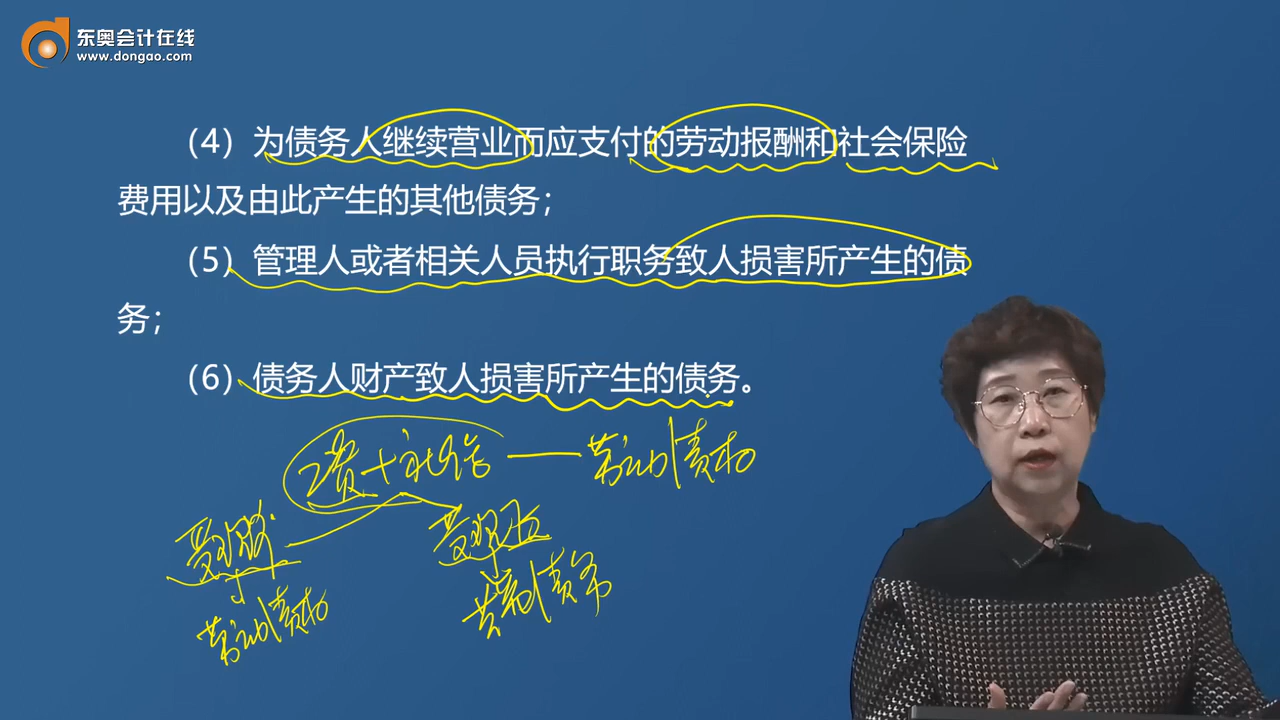 东奥会计在线
www.dongao.com
（4）为债务人继续营业而应支付的劳动报酬和社会保险
费用以及由此产生的其他债务；
（5）管理人或者相关人员执行职务致人损害所产生的债
务；
（6）债务人财产致人损害所产生的债务。
劳动债权
受理前
受理后
劳动债权
共益债务